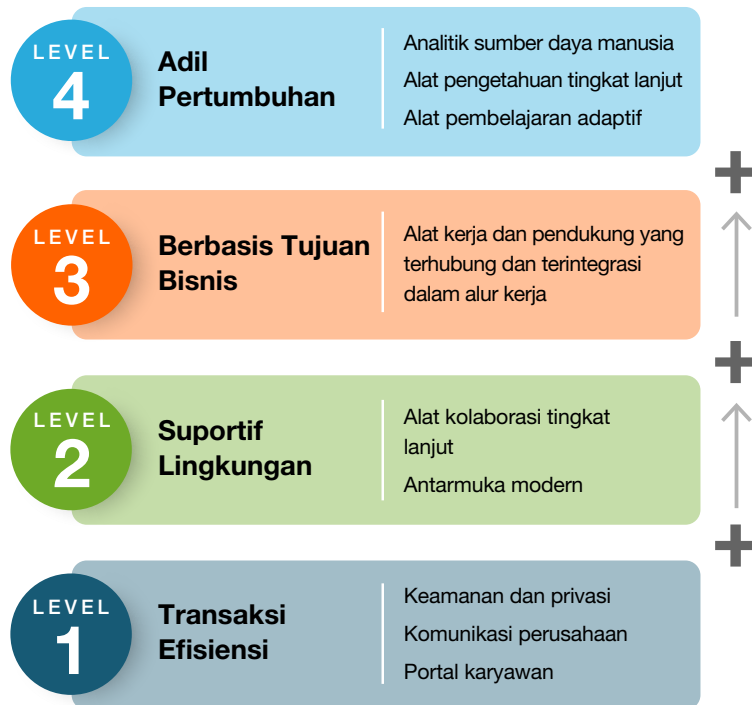 LEVEL
4
Adil
Pertumbuhan
Analitik sumber daya manusia
Alat pengetahuan tingkat lanjut
Alat pembelajaran adaptif
LEVEL
3
Berbasis Tujuan
Bisnis
Alat kerja dan pendukung yang
terhubung dan terintegrasi
dalam alur kerja
LEVEL
2
Suportif
Lingkungan
Alat kolaborasi tingkat
lanjut
Antarmuka modern
LEVEL
1
Transaksi
Efisiensi
Keamanan dan privasi
Komunikasi perusahaan
Portal karyawan